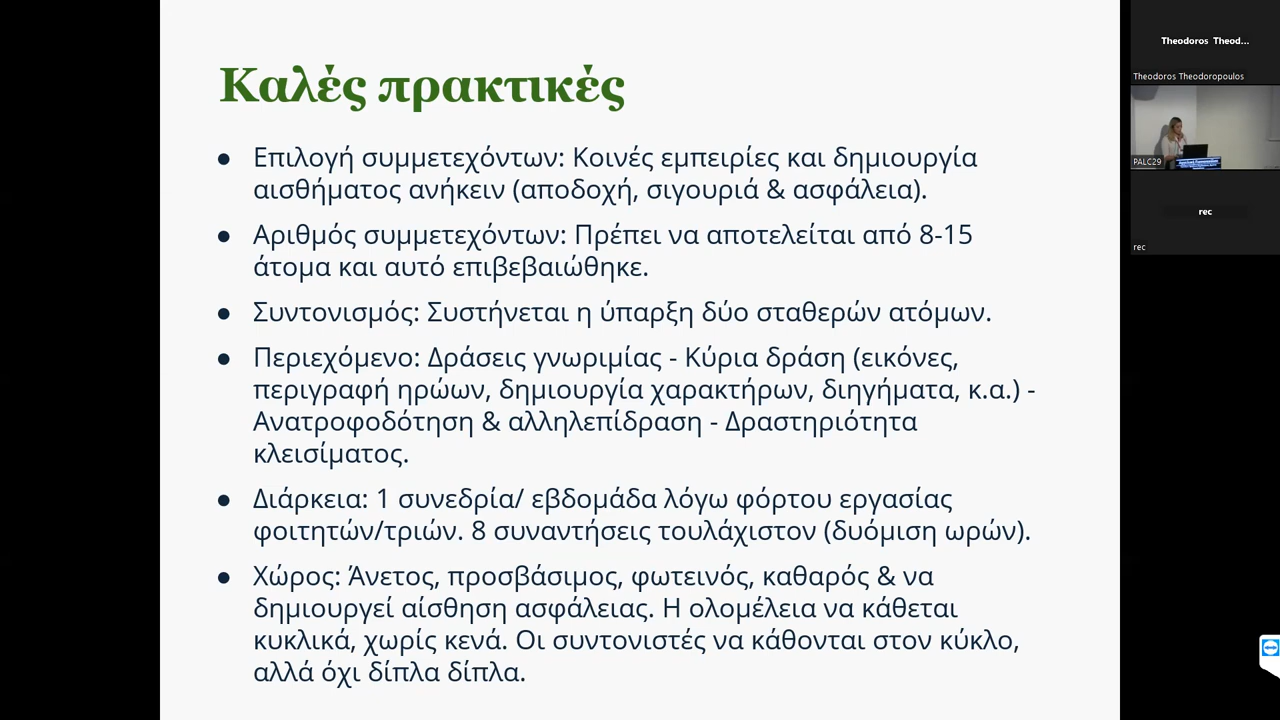 Καλές πρακτικές
● Επιλογή συμμετεχόντων: Κοινές εμπειρίες και δημιουργία
αισθήματος ανήκειν (αποδοχή, σιγουριά & ασφάλεια).
● Αριθμός συμμετεχόντων: Πρέπει να αποτελείται από 8-15
άτομα και αυτό επιβεβαιώθηκε.
● Συντονισμός: Συστήνεται η ύπαρξη δύο σταθερών ατόμων.
● Περιεχόμενο: Δράσεις γνωριμίας - Κύρια δράση (εικόνες,
περιγραφή ηρώων, δημιουργία χαρακτήρων, διηγήματα, κ.α.) -
Ανατροφοδότηση & αλληλεπίδραση - Δραστηριότητα
κλεισίματος.
● Διάρκεια: 1 συνεδρία/ εβδομάδα λόγω φόρτου εργασίας
φοιτητών/τριών. 8 συναντήσεις τουλάχιστον (δυόμιση ωρών).
● Χώρος: Άνετος, προσβάσιμος, φωτεινός, καθαρός & να
δημιουργεί αίσθηση ασφάλειας. Η ολομέλεια να κάθεται
κυκλικά, χωρίς κενά. Οι συντονιστές να κάθονται στον κύκλο,
αλλά όχι δίπλα δίπλα.
Theodoros Theod...
Theodoros Theodoropoulos
PALC29
rec
rec